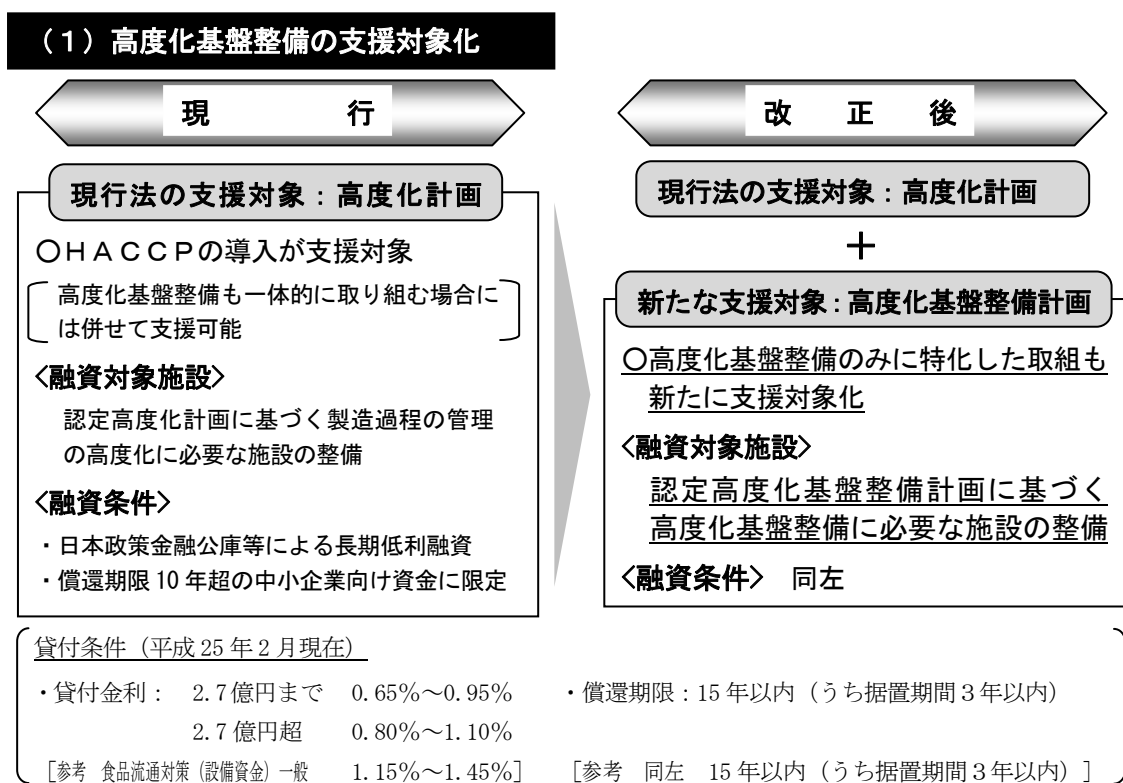 （１）高度化基盤整備の支援対象化
現　　行
現行法の支援対象：高度化計画
○ＨＡＣＣＰの導入が支援対象
高度化基盤整備も一体的に取り組む場合に
は併せて支援可能
<融資対象施設>
認定高度化計画に基づく製造過程の管理
の高度化に必要な施設の整備
<融資条件>
・日本政策金融公庫等による長期低利融資
・償還期限 10 年超の中小企業向け資金に限定
改　正　後
現行法の支援対象：高度化計画
＋
新たな支援対象：高度化基盤整備計画
○高度化基盤整備のみに特化した取組も
新たに支援対象化
<融資対象施設>
認定高度化基盤整備計画に基づく
高度化基盤整備に必要な施設の整備
<融資条件>　同左
貸付条件（平成 25 年 2 月現在）
・貸付金利：　2.7億円まで　0.65%～0.95%　　・償還期限：15 年以内（うち据置期間３年以内）
2.7 億円超　0.80%～1.10%
［参考　食品流通対策（設備資金）一般　1.15%～1.45%］　［参考　同左　15 年以内（うち据置期間３年以内）］